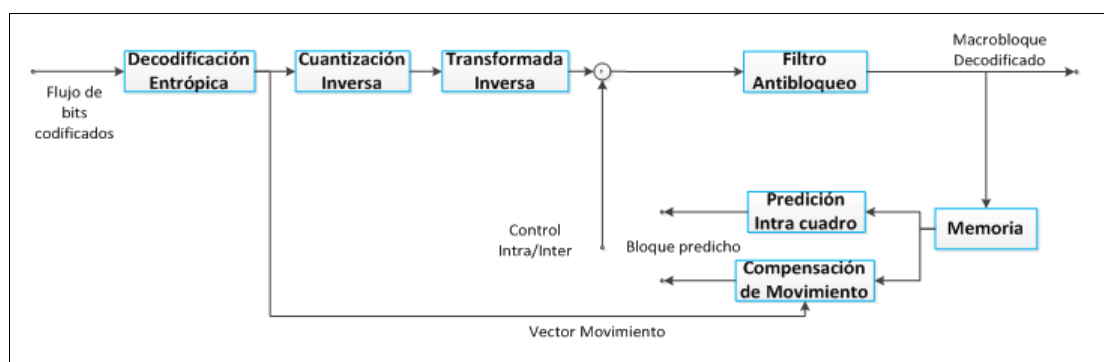 Macrobloque
Decodificado
Decodificación
Entrópica
Cuantización
Inversa
Transformada
Inversa
Filtro
Antibloqueo
Flujo de
bits
codificados
Predición
Intra cuadro
Memoria
Control
Intra/Inter
Bloque predicho
Compensación
de Movimiento
Vector Movimiento